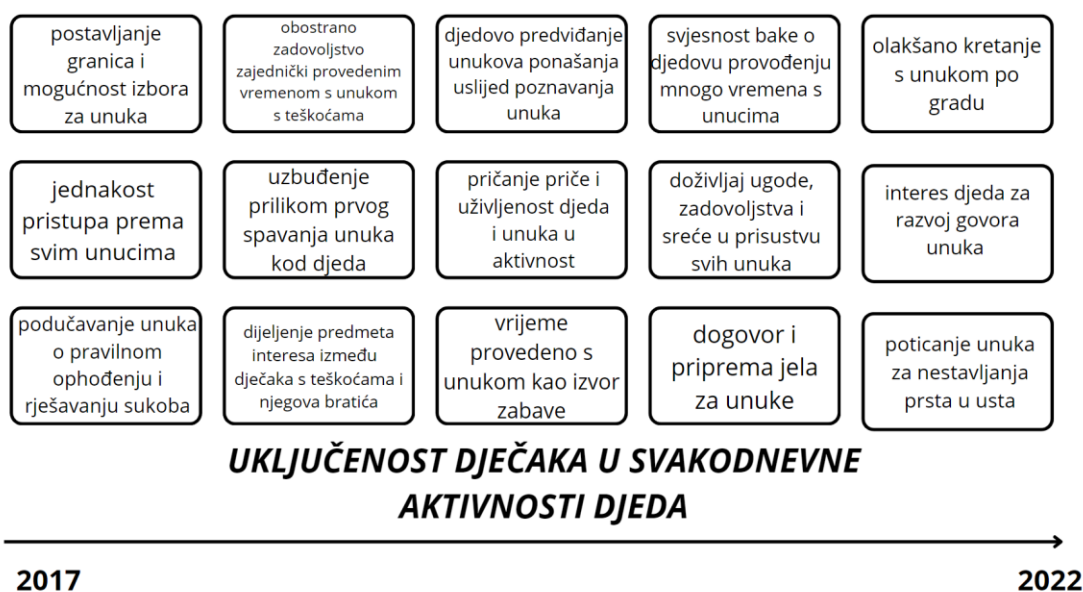 postavljanje
granica i
mogućnost izbora
za unuka
obostrano
zadovoljstvo
zajednički provedenim
vremenom s unukom
s teškoćama
djedovo predviđanje
unukova ponašanja
uslijed poznavanja
unuka
svjesnost bake o
djedovu provođenju
mnogo vremena s
unucima
olakšano kretanje
s unukom po
gradu
jednakost
pristupa prema
svim unucima
uzbuđenje
prilikom prvog
spavanja unuka
kod djeda
pričanje priče i
uživljenost djeda
i unuka u
aktivnost
doživljaj ugode,
zadovoljstva i
sreće u prisustvu
svih unuka
interes djeda za
razvoj govora
unuka
podučavanje unuka
o pravilnom
ophođenju i
rješavanju sukoba
dijeljenje predmeta
interesa između
dječaka s teškoćama i
njegova bratića
vrijeme
provedeno s
unukom kao izvor
zabave
dogovor i
priprema jela
za unuke
poticanje unuka
za nestavljanja
prsta u usta
UKLJUČENOST DJEČAKA U SVAKODNEVNE
AKTIVNOSTI DJEDA
2017
2022